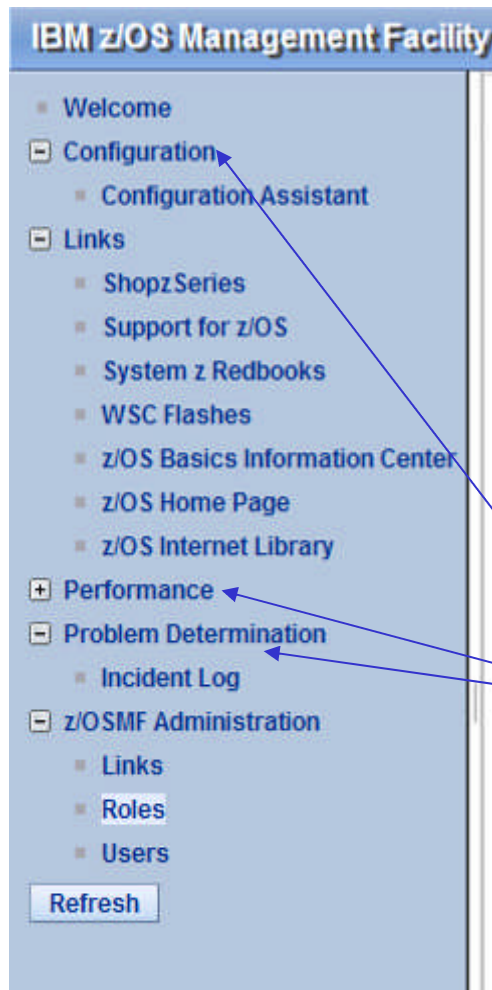 IBM z/OS Management Facility
Welcome
Configuration
Configuration Assistant
Links
ShopzSeries
Support for z/OS
System z Redbooks
WSC Flashes
z/OS Basics Information Center
z/OS Home Page
z/OS Internet Library
Performance
Problem Determination
Incident Log
z/OSMF Administration
Links
Roles
Users
Refresh